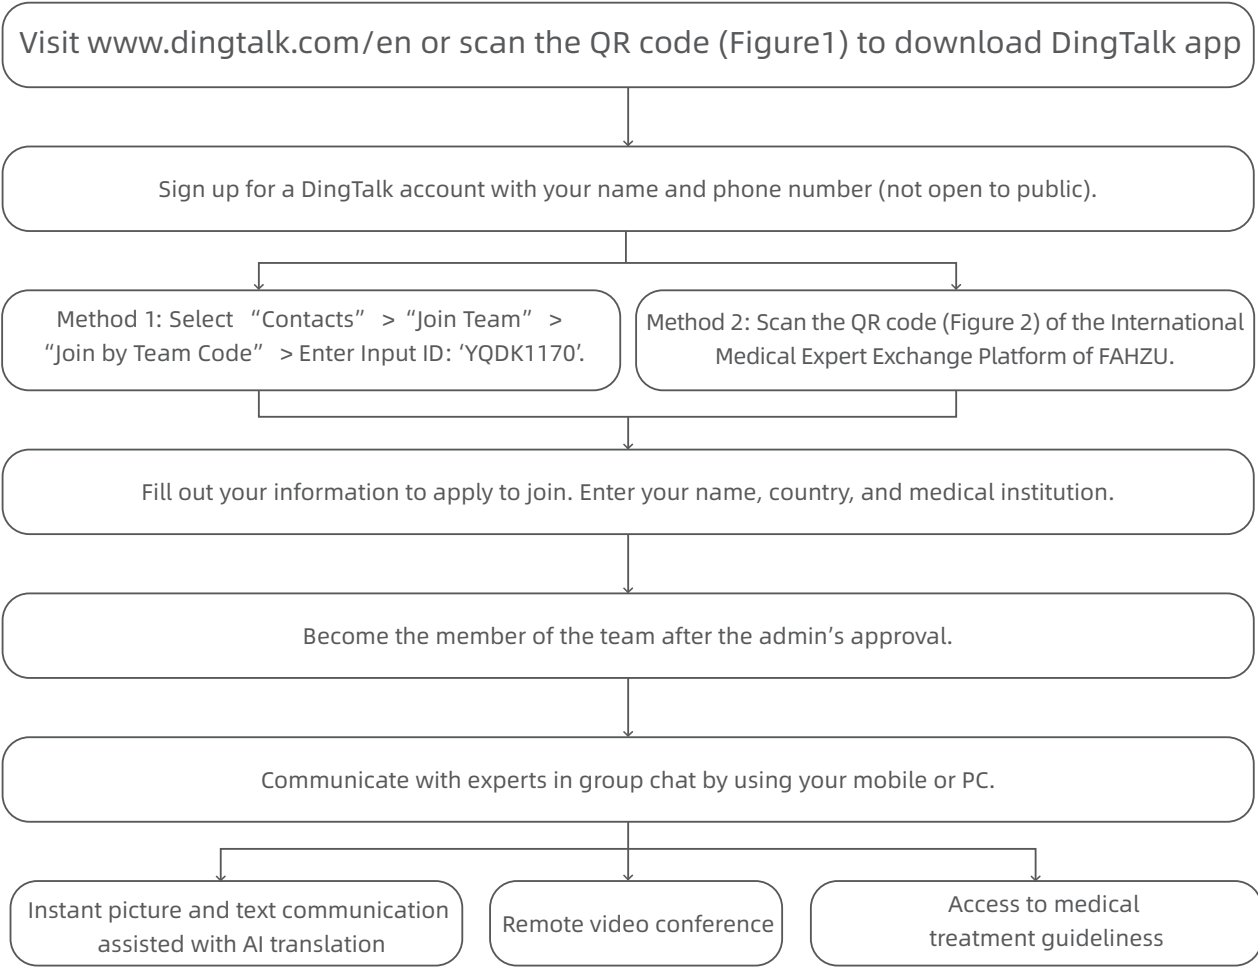 Visit www.dingtalk.com/en or scan the QR code (Figure1) to download DingTalk app
Sign up for a DingTalk account with your name and phone number (not open to public).
Method 1: Select “Contacts” > “Join Team” >
“Join by Team Code” > Enter Input ID: ‘YQDK1170’.
Method 2: Scan the QR code (Figure 2) of the International
Medical Expert Exchange Platform of FAHZU.
Fill out your information to apply to join. Enter your name, country, and medical institution.
Become the member of the team after the admin’s approval.
Communicate with experts in group chat by using your mobile or PC.
Instant picture and text communication
assisted with AI translation
Remote video conference
Access to medical
treatment guideliness